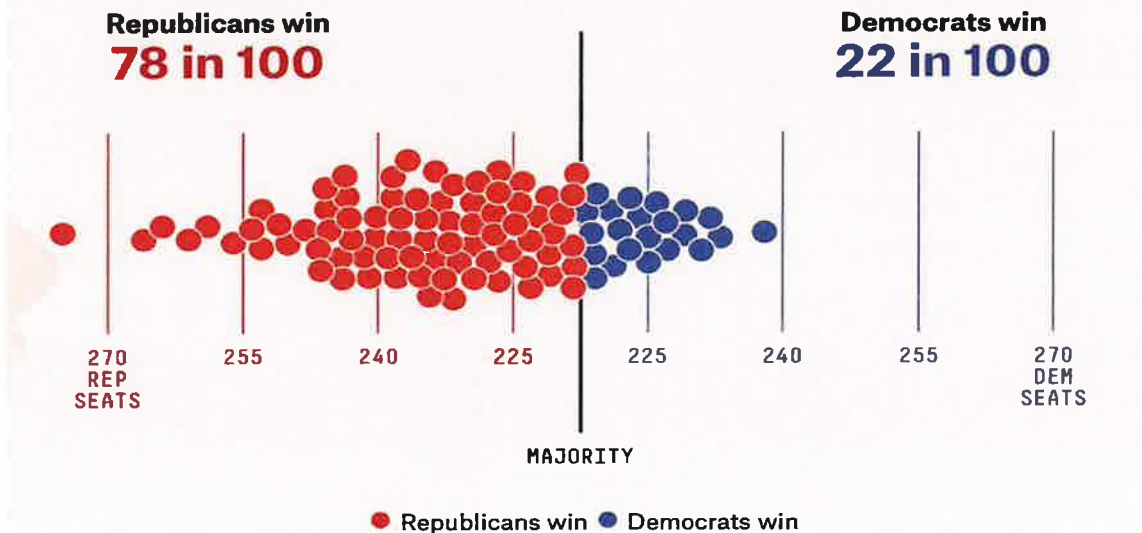 Republicans win
78 in 100
Democrats win
22 in 100
270
REP
SEATS
255
240
225
225
240
255
270
DEM
SEATS
MAJORITY
Republicans win
Democrats win